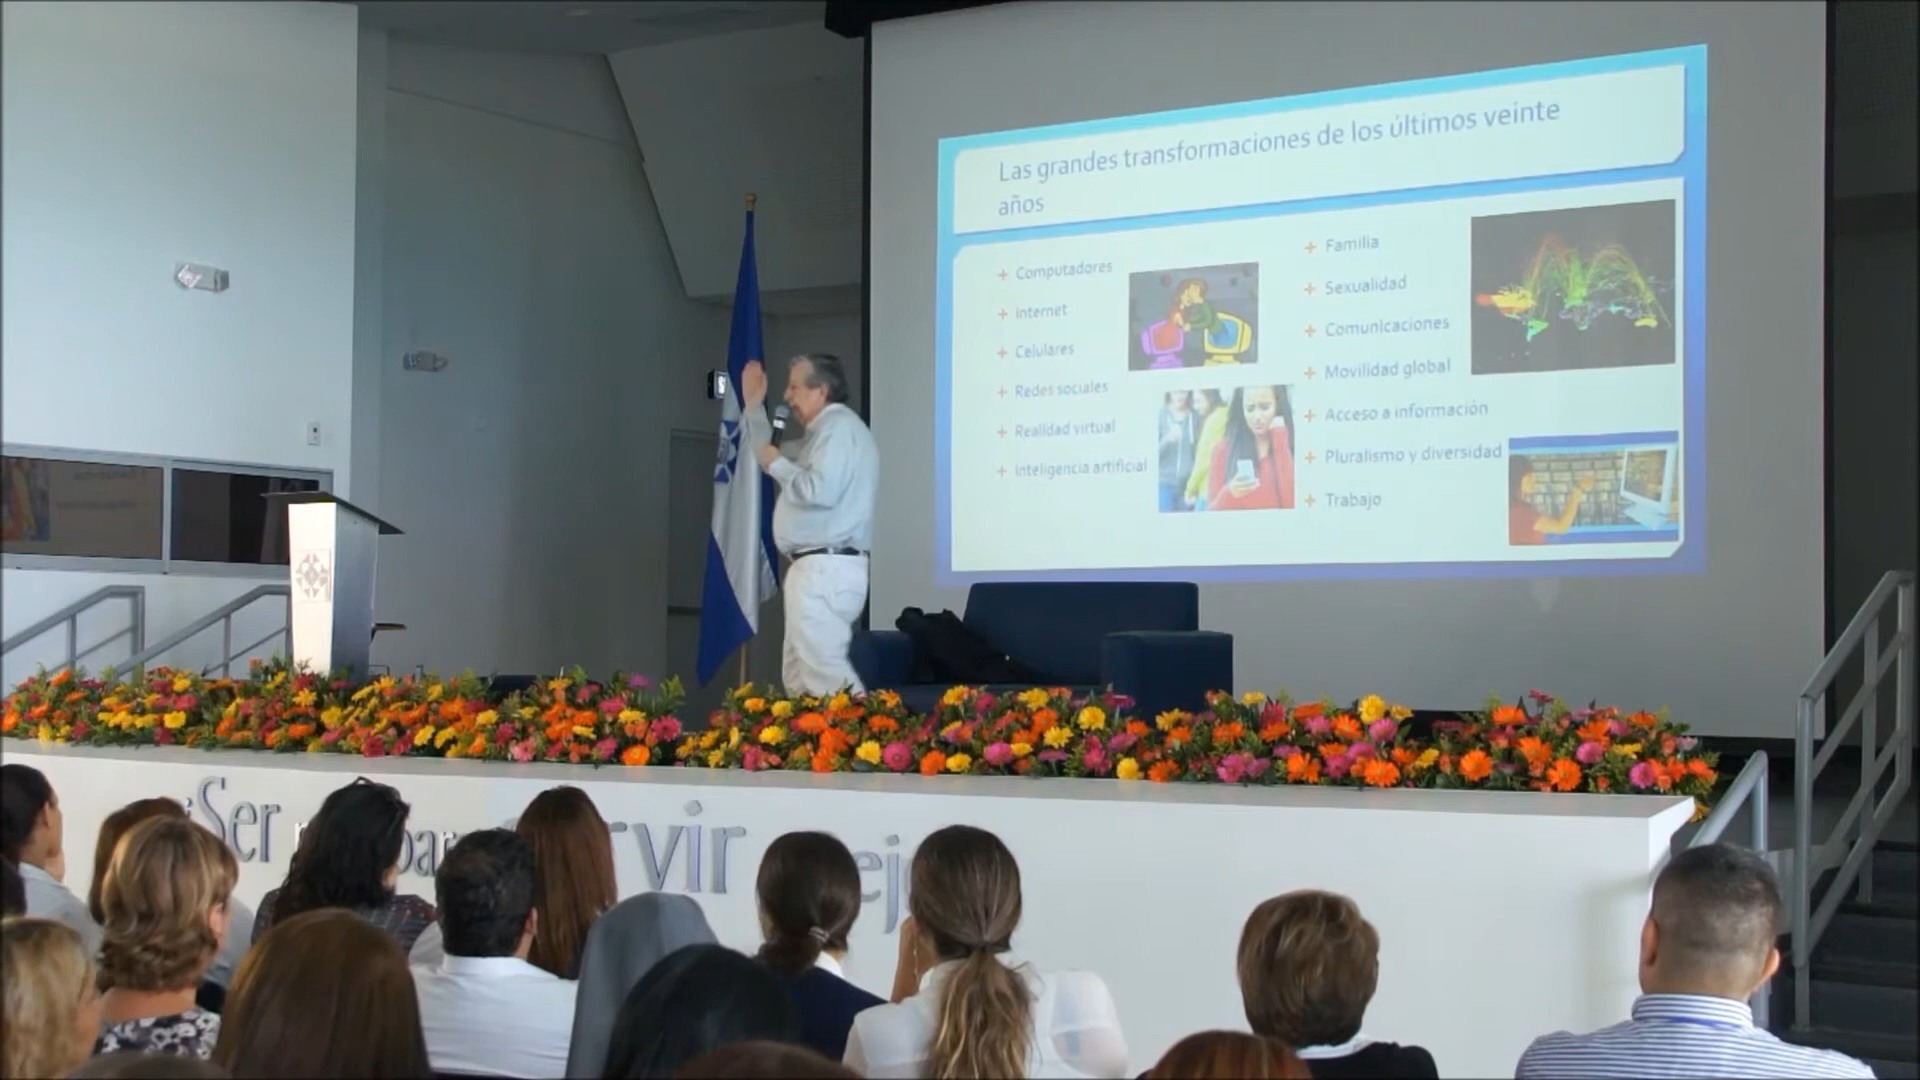 Las grandes transformaciones de los últimos veinte
años
+ Computadores
+ Internet
+ Celulares
+ Redes sociales
+ Realidad virtual
+ Inteligencia artificial
+ Familia
+ Sexualidad
+ Comunicaciones
+ Movilidad global
+ Acceso a información
+ Pluralismo y diversidad
+ Trabajo
Ser